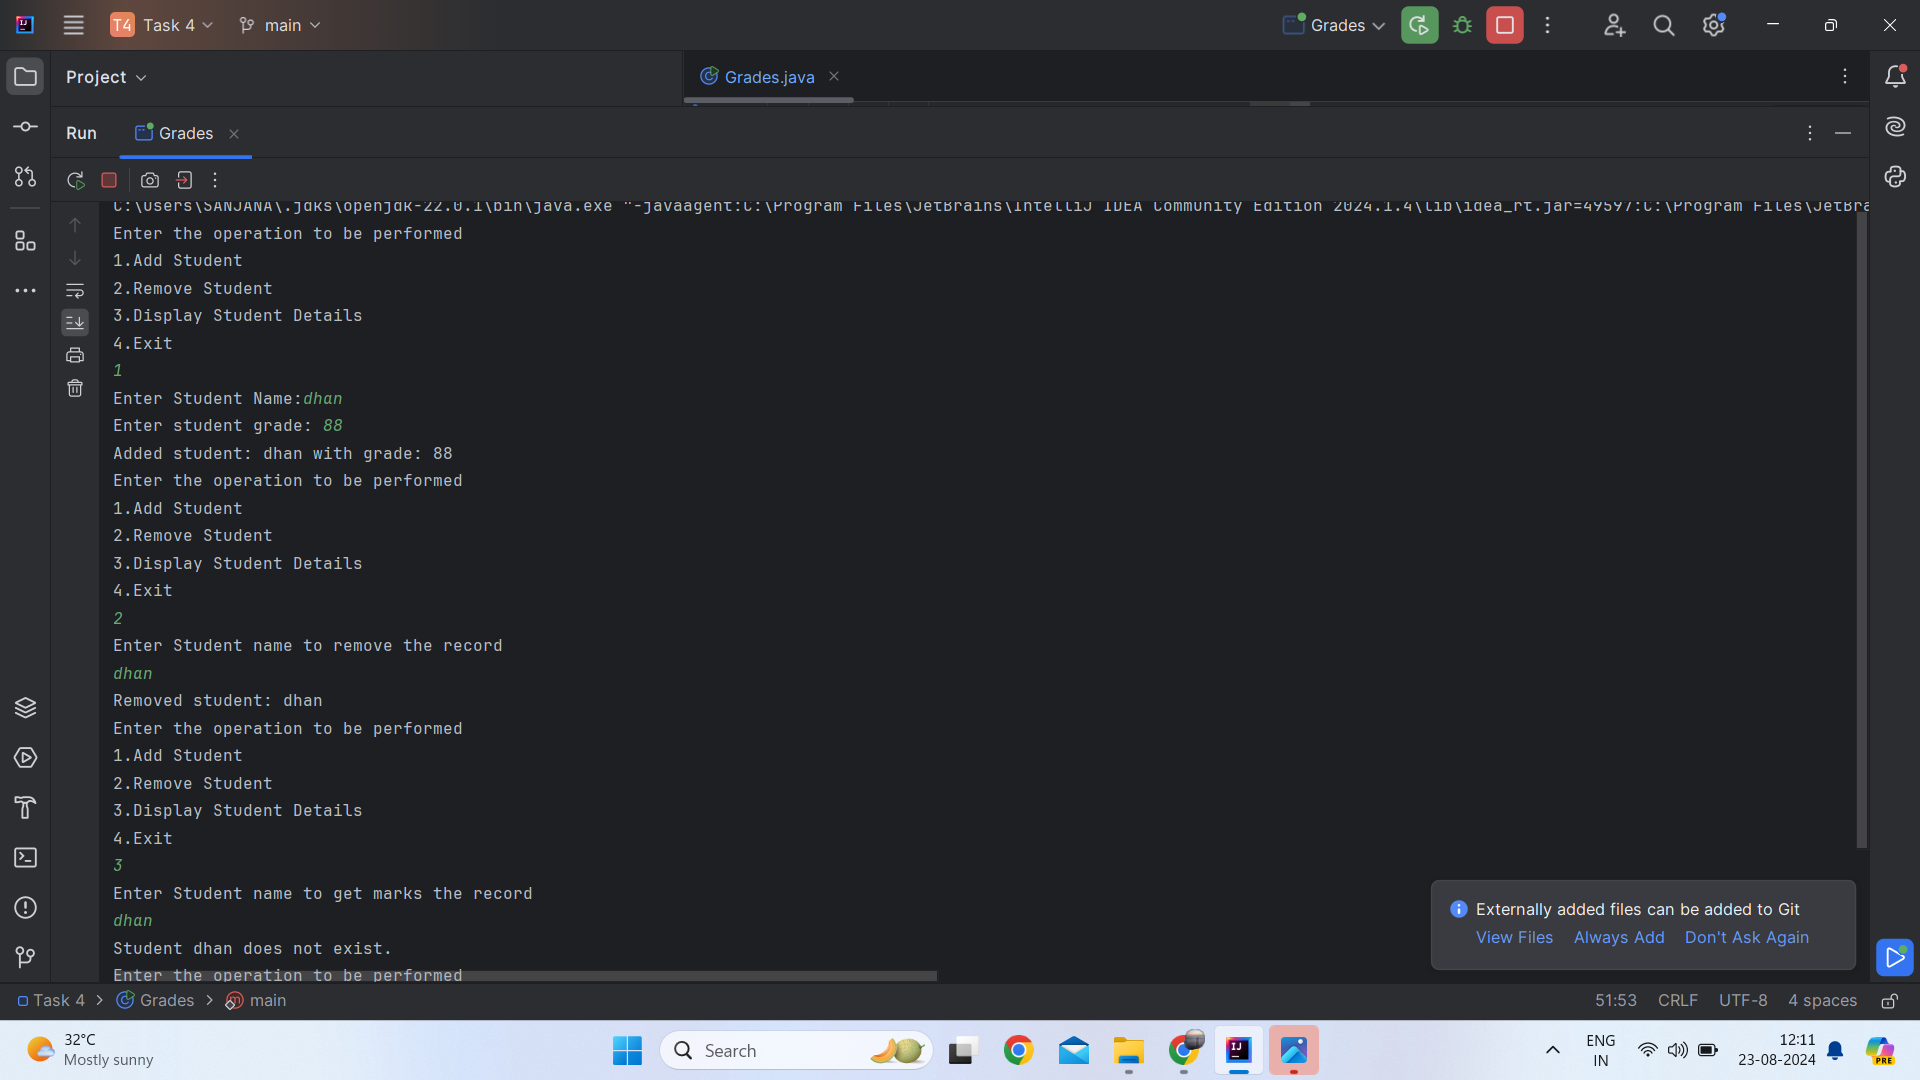 T4 Task 4 main Grades
Project Grades.java
Run Grades
C:\Users\SANJANA\.jdks\openjdk-22.0.1\bin\java.exe "-javaagent:C:\Program Files\JetBrains\IntelliJ IDEA Community Edition 2024.1.4\lib\idea_rt.jar=49597:C:\Program Files\JetBra
Enter the operation to be performed
1.Add Student
2.Remove Student
3.Display Student Details
4.Exit
1
Enter Student Name:dhan
Enter student grade: 88
Added student: dhan with grade: 88
Enter the operation to be performed
1.Add Student
2.Remove Student
3.Display Student Details
4.Exit
2
Enter Student name to remove the record
dhan
Removed student: dhan
Enter the operation to be performed
1.Add Student
2.Remove Student
3.Display Student Details
4.Exit
3
Enter Student name to get marks the record
dhan
Student dhan does not exist.
Enter the operation to be performed
Externally added files can be added to Git
View Files Always Add Don't Ask Again
Task 4 > Grades > main 51:53 CRLF UTF-8 4 spaces
32°C
Mostly sunny
Search
ENG
IN
12:11
23-08-2024
PRE